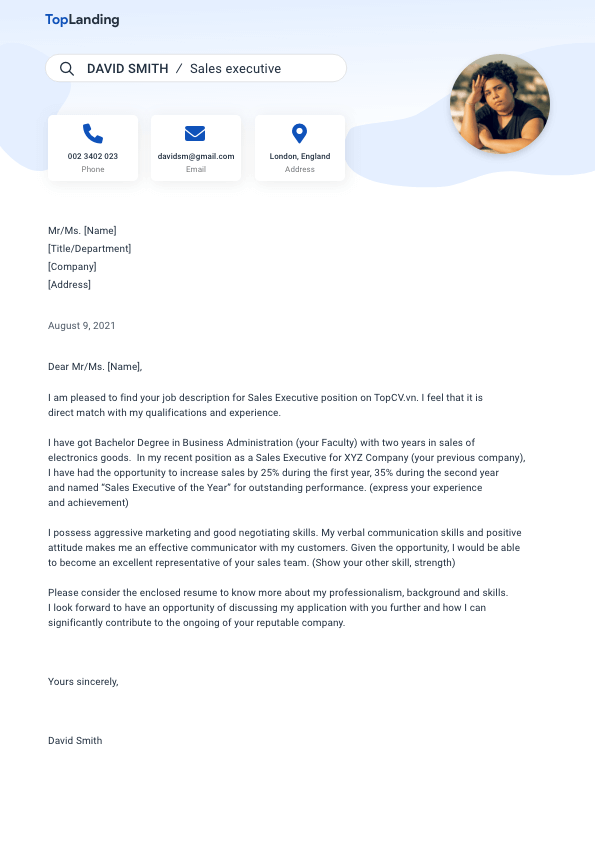 TopLanding
DAVID SMITH / Sales executive
002 3402 023
Phone
davidsm@gmail.com
Email
London, England
Address
Mr/Ms. [Name]
[Title/Department]
[Company]
[Address]
August 9, 2021
Dear Mr/Ms. [Name],
I am pleased to find your job description for Sales Executive position on TopCV.vn. I feel that it is
direct match with my qualifications and experience.
I have got Bachelor Degree in Business Administration (your Faculty) with two years in sales of
electronics goods.  In my recent position as a Sales Executive for XYZ Company (your previous company),
I have had the opportunity to increase sales by 25% during the first year, 35% during the second year
and named “Sales Executive of the Year” for outstanding performance. (express your experience
and achievement)
I possess aggressive marketing and good negotiating skills. My verbal communication skills and positive
attitude makes me an effective communicator with my customers. Given the opportunity, I would be able
to become an excellent representative of your sales team. (Show your other skill, strength)
Please consider the enclosed resume to know more about my professionalism, background and skills.
I look forward to have an opportunity of discussing my application with you further and how I can
significantly contribute to the ongoing of your reputable company.
Yours sincerely,
David Smith